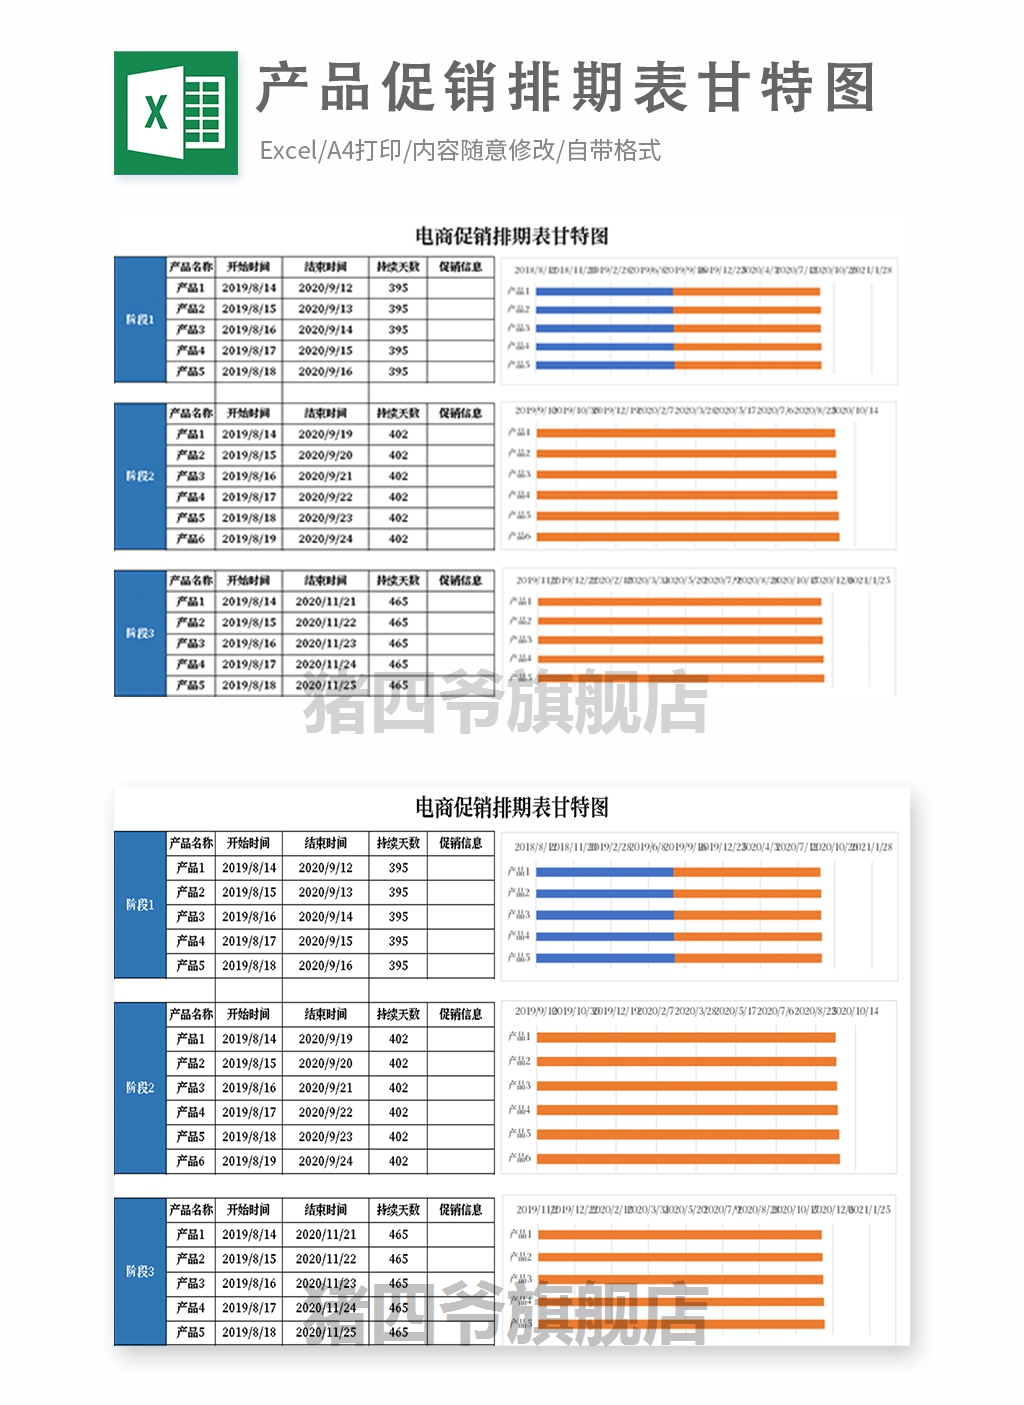 产品促销排期表甘特图
Excel/A4打印/内容随意修改/自带格式
电商促销排期表甘特图
阶段1
产品名称 开始时间 结束时间 持续天数 促销信息
产品1 2019/8/14 2020/9/12 395
产品2 2019/8/15 2020/9/13 395
产品3 2019/8/16 2020/9/14 395
产品4 2019/8/17 2020/9/15 395
产品5 2019/8/18 2020/9/16 395
产品1
产品2
产品3
产品4
产品5
阶段2
产品名称 开始时间 结束时间 持续天数 促销信息
产品1 2019/8/14 2020/9/19 402
产品2 2019/8/15 2020/9/20 402
产品3 2019/8/16 2020/9/21 402
产品4 2019/8/17 2020/9/22 402
产品5 2019/8/18 2020/9/23 402
产品6 2019/8/19 2020/9/24 402
产品1
产品2
产品3
产品4
产品5
产品6
阶段3
产品名称 开始时间 结束时间 持续天数 促销信息
产品1 2019/8/14 2020/11/21 465
产品2 2019/8/15 2020/11/22 465
产品3 2019/8/16 2020/11/23 465
产品4 2019/8/17 2020/11/24 465
产品5 2019/8/18 2020/11/25 465
产品1
产品2
产品3
产品4
产品5
猪四爷旗舰店
电商促销排期表甘特图
阶段1
产品名称 开始时间 结束时间 持续天数 促销信息
产品1 2019/8/14 2020/9/12 395
产品2 2019/8/15 2020/9/13 395
产品3 2019/8/16 2020/9/14 395
产品4 2019/8/17 2020/9/15 395
产品5 2019/8/18 2020/9/16 395
产品1
产品2
产品3
产品4
产品5
阶段2
产品名称 开始时间 结束时间 持续天数 促销信息
产品1 2019/8/14 2020/9/19 402
产品2 2019/8/15 2020/9/20 402
产品3 2019/8/16 2020/9/21 402
产品4 2019/8/17 2020/9/22 402
产品5 2019/8/18 2020/9/23 402
产品6 2019/8/19 2020/9/24 402
产品1
产品2
产品3
产品4
产品5
产品6
阶段3
产品名称 开始时间 结束时间 持续天数 促销信息
产品1 2019/8/14 2020/11/21 465
产品2 2019/8/15 2020/11/22 465
产品3 2019/8/16 2020/11/23 465
产品4 2019/8/17 2020/11/24 465
产品5 2019/8/18 2020/11/25 465
产品1
产品2
产品3
产品4
产品5
猪四爷旗舰店